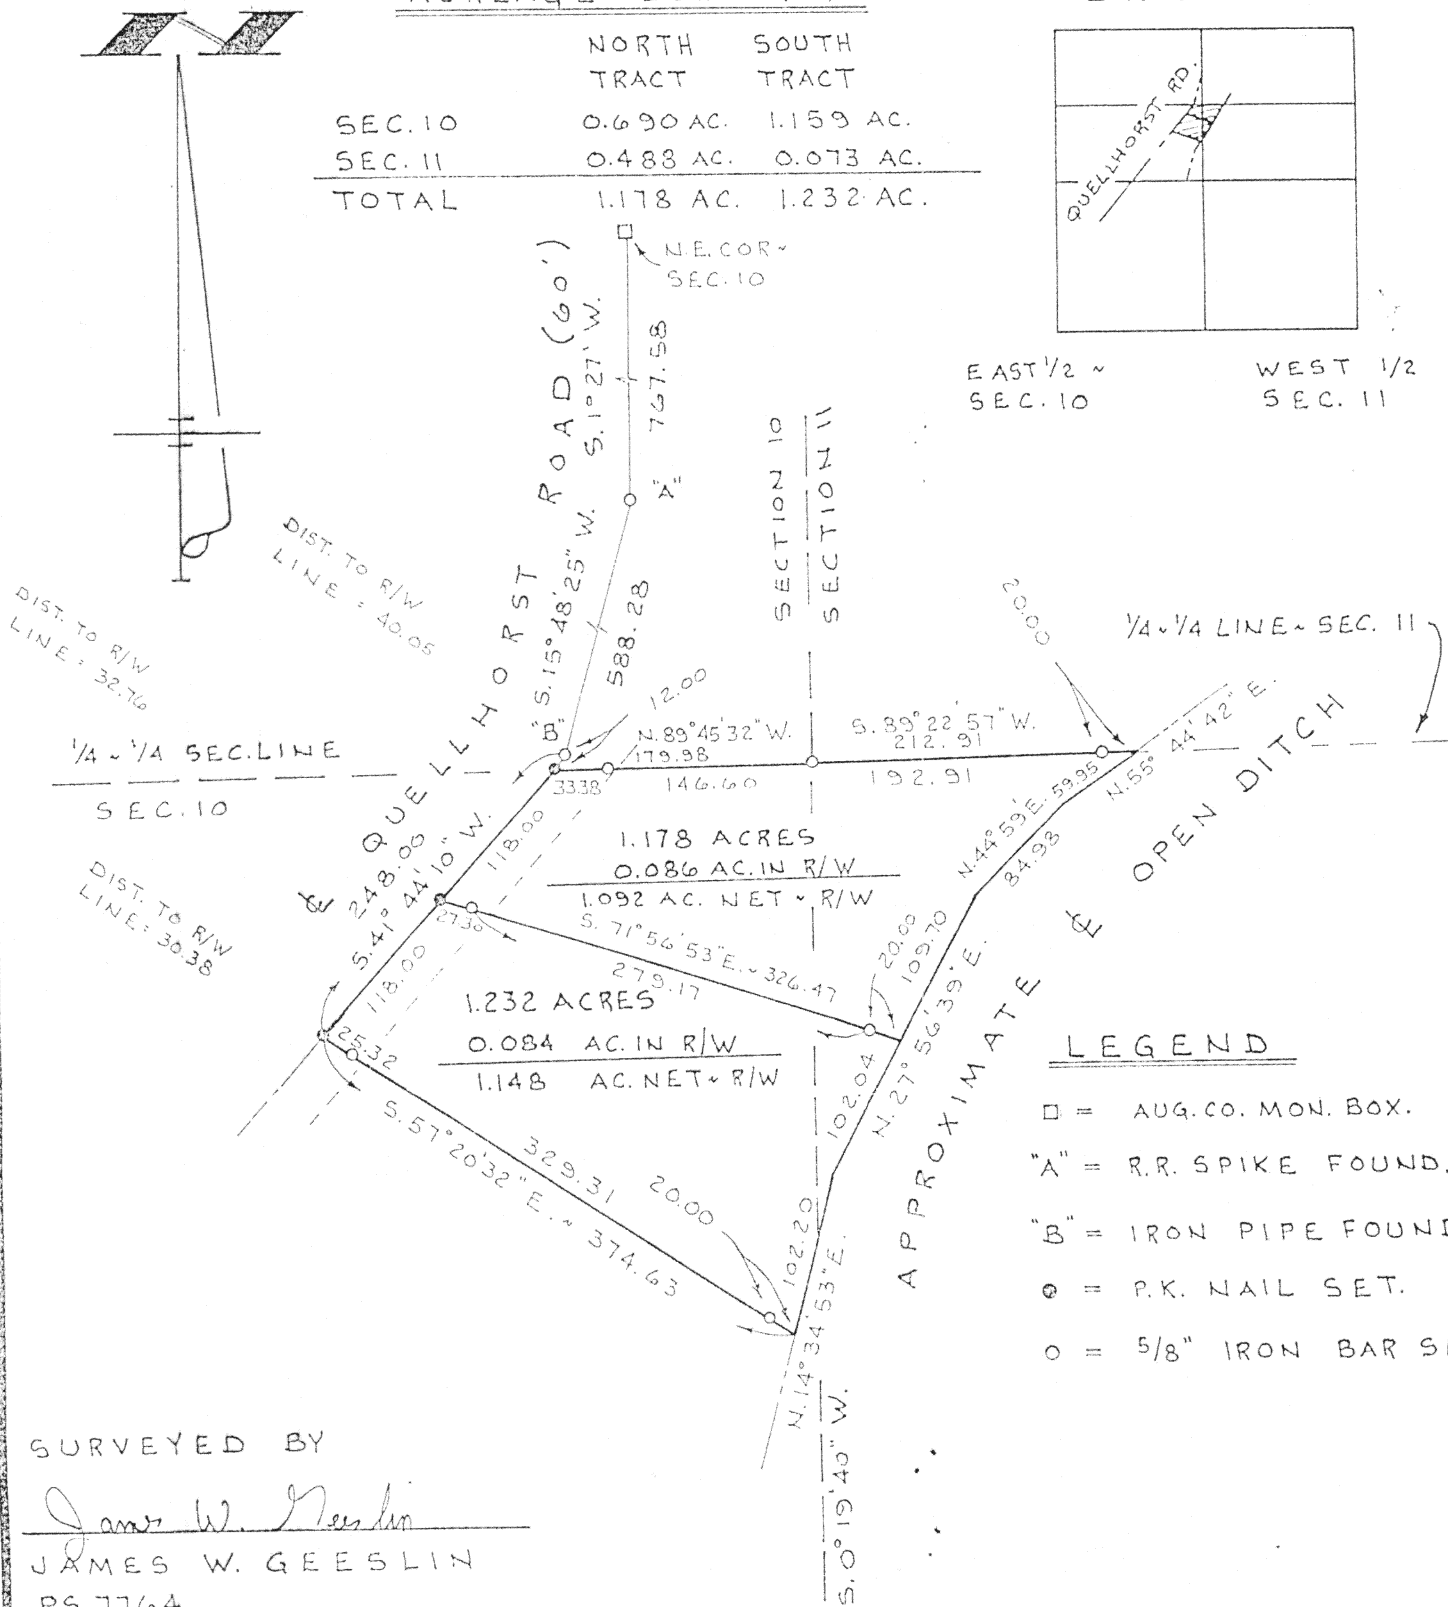 NORTH SOUTH
TRACT TRACT
SEC. 10 0.690 AC. 1.159 AC.
SEC. 11 0.488 AC. 0.073 AC.
TOTAL 1.178 AC. 1.232 AC.
QUELLHORST RD.
EAST 1/2 ~
SEC. 10
WEST 1/2
SEC. 11
N.E. COR ~
SEC. 10
S. 1° 27' W.
767.58
"A"
QUELLHORST ROAD (60')
S. 15° 48' 25" W.
588.28
SECTION 10
SECTION 11
DIST. TO R/W
LINE = 40.05
DIST. TO R/W
LINE = 32.76
20.00
1/4 ~ 1/4 LINE ~ SEC. 11
"B"
12.00
N. 89° 45' 32" W.
179.98
S. 89° 22' 57" W.
212.91
1/4 ~ 1/4 SEC. LINE
SEC. 10
33.38
146.60
192.91
N. 55° 44' 42" E.
59.95
N. 44° 59' E.
84.98
248.00
S. 41° 44' 10" W.
118.00
1.178 ACRES
0.086 AC. IN R/W
1.092 AC. NET ~ R/W
DIST. TO R/W
LINE = 30.38
27.30
S. 71° 56' 53" E. ~ 326.47
279.17
20.00
109.70
N. 27° 56' 39" E.
102.04
APPROXIMATE ℄ OPEN DITCH
118.00
25.32
1.232 ACRES
0.084 AC. IN R/W
1.148 AC. NET ~ R/W
329.31
S. 57° 20' 32" E. ~ 374.63
20.00
102.20
N. 14° 34' 53" E.
S. 0° 19' 40" W.
LEGEND
□ = AUG. CO. MON. BOX.
"A" = R.R. SPIKE FOUND.
"B" = IRON PIPE FOUND
= P.K. NAIL SET.
○ = 5/8" IRON BAR
SURVEYED BY
James W. Geeslin
JAMES W. GEESLIN
PS 7764